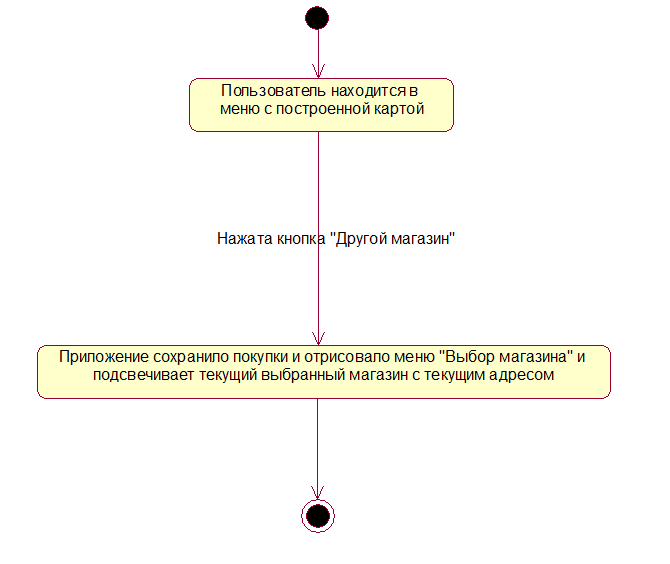 Пользователь находится в
меню с построенной картой
Нажата кнопка "Другой магазин"
Приложение сохранило покупки и отрисовало меню "Выбор магазина" и
подсвечивает текущий выбранный магазин с текущим адресом